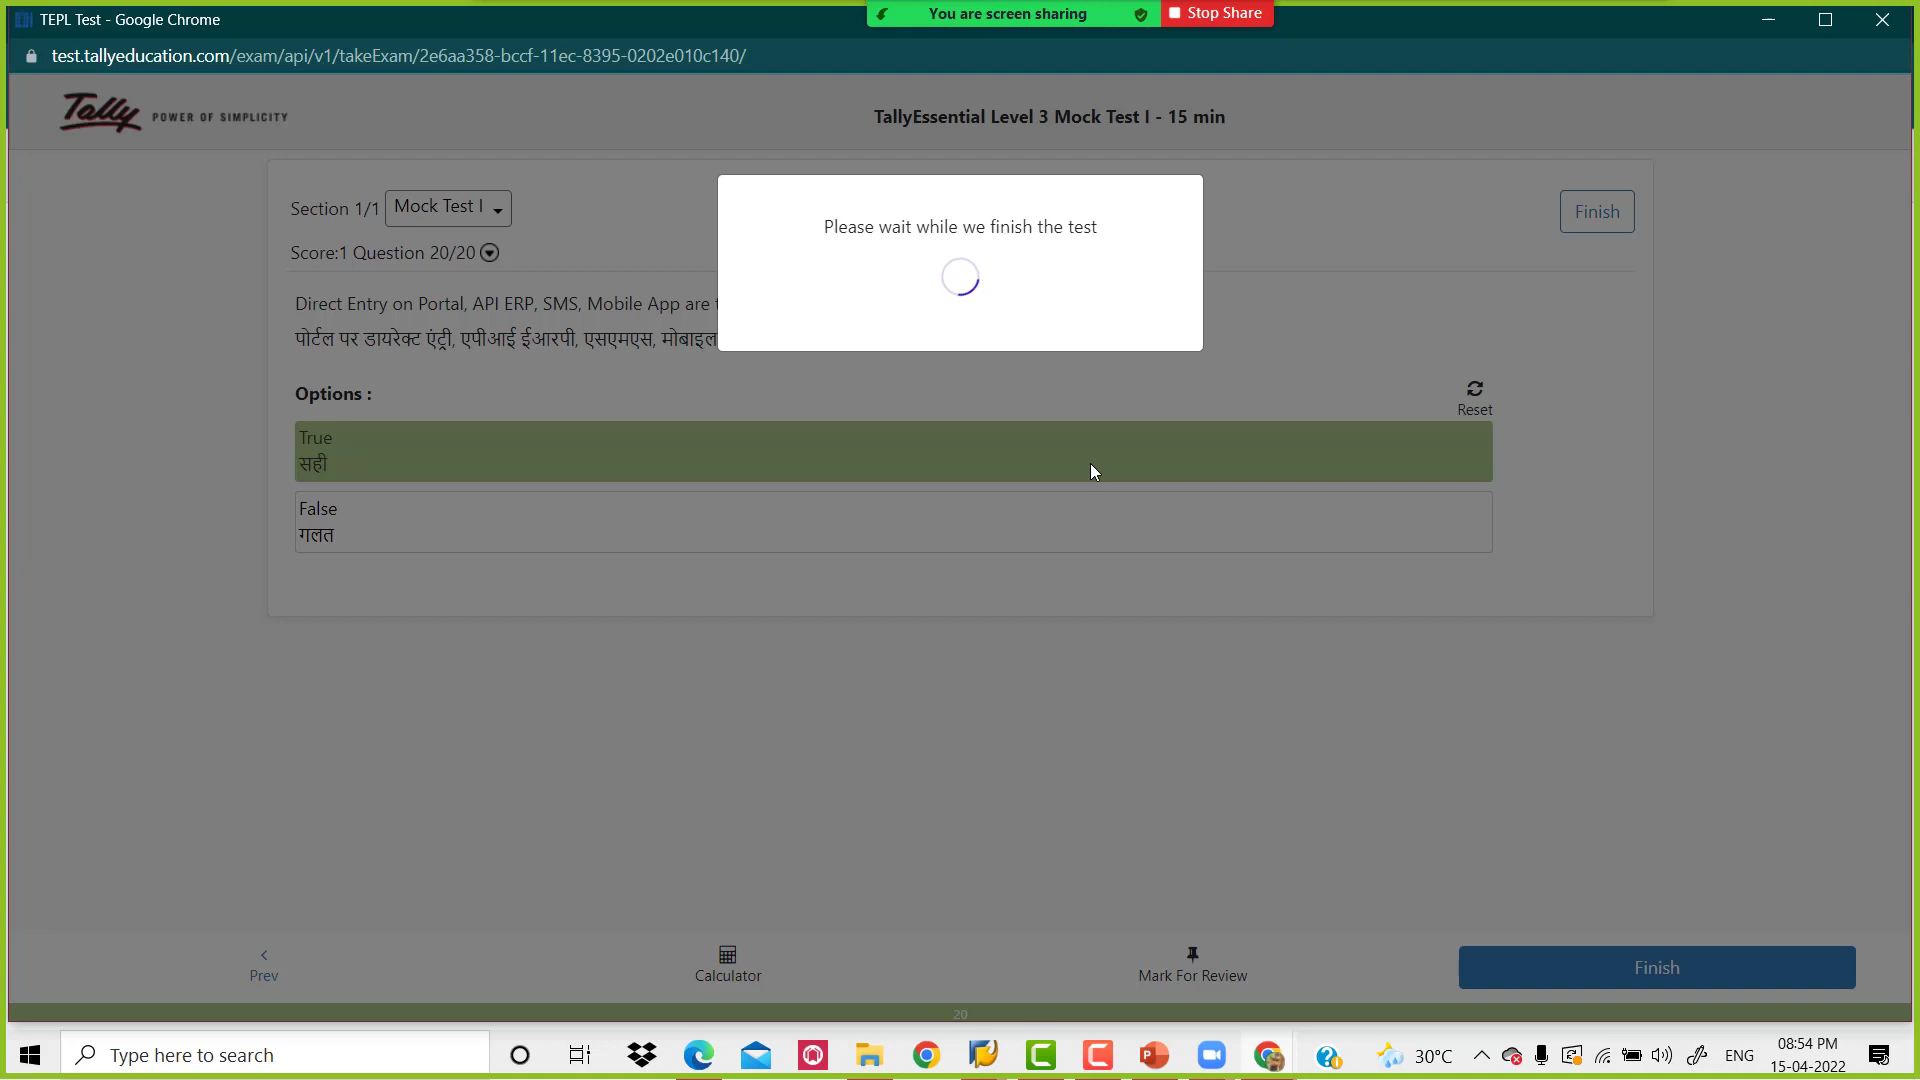 TEPL Test - Google Chrome
You are screen sharing
Stop Share
test.tallyeducation.com/exam/api/v1/takeExam/2e6aa358-bccf-11ec-8395-0202e010c140/
Tally POWER OF SIMPLICITY
TallyEssential Level 3 Mock Test I - 15 min
Section 1/1 Mock Test I
Finish
Please wait while we finish the test
Score:1 Question 20/20
Direct Entry on Portal, API ERP, SMS, Mobile App are
पोर्टल पर डायरेक्ट एंट्री, एपीआई ईआरपी, एसएमएस, मोबाइल
Options :
Reset
True
सही
False
गलत
Prev
Calculator
Mark For Review
Finish
20
Type here to search
30°C
ENG
08:54 PM
15-04-2022